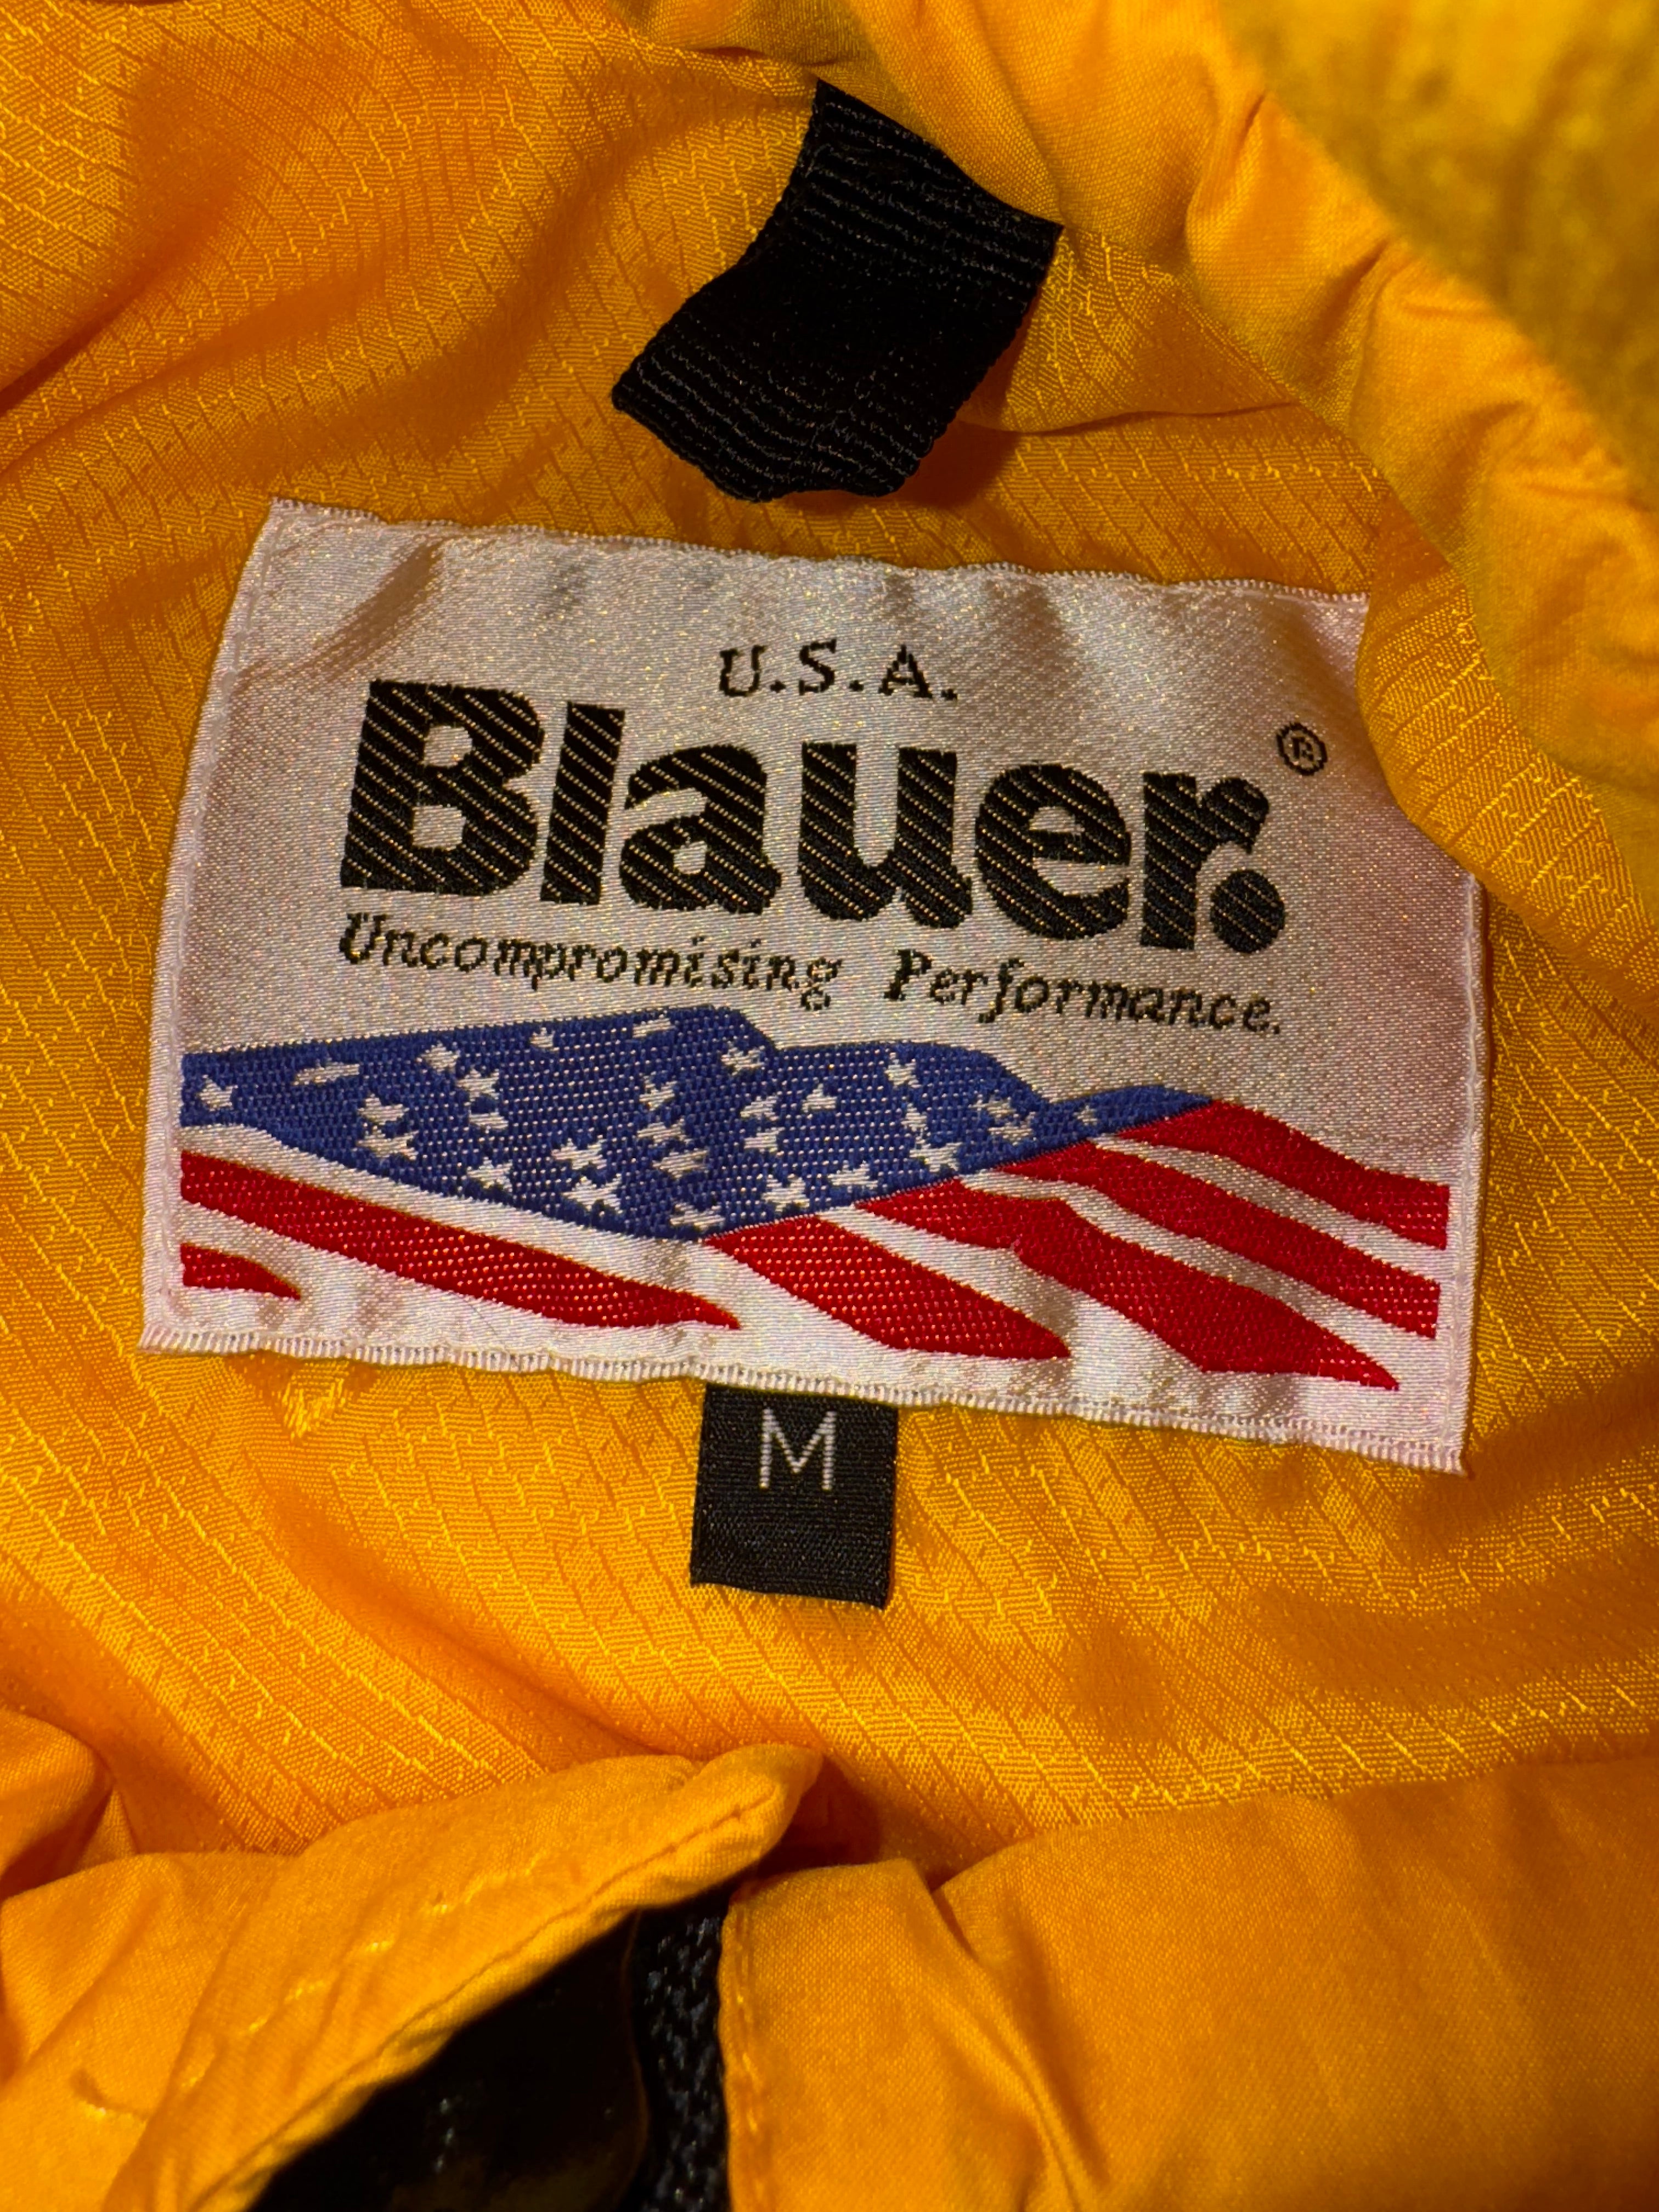 U.S.A.
Blauer.®
Uncompromising Performance.
M